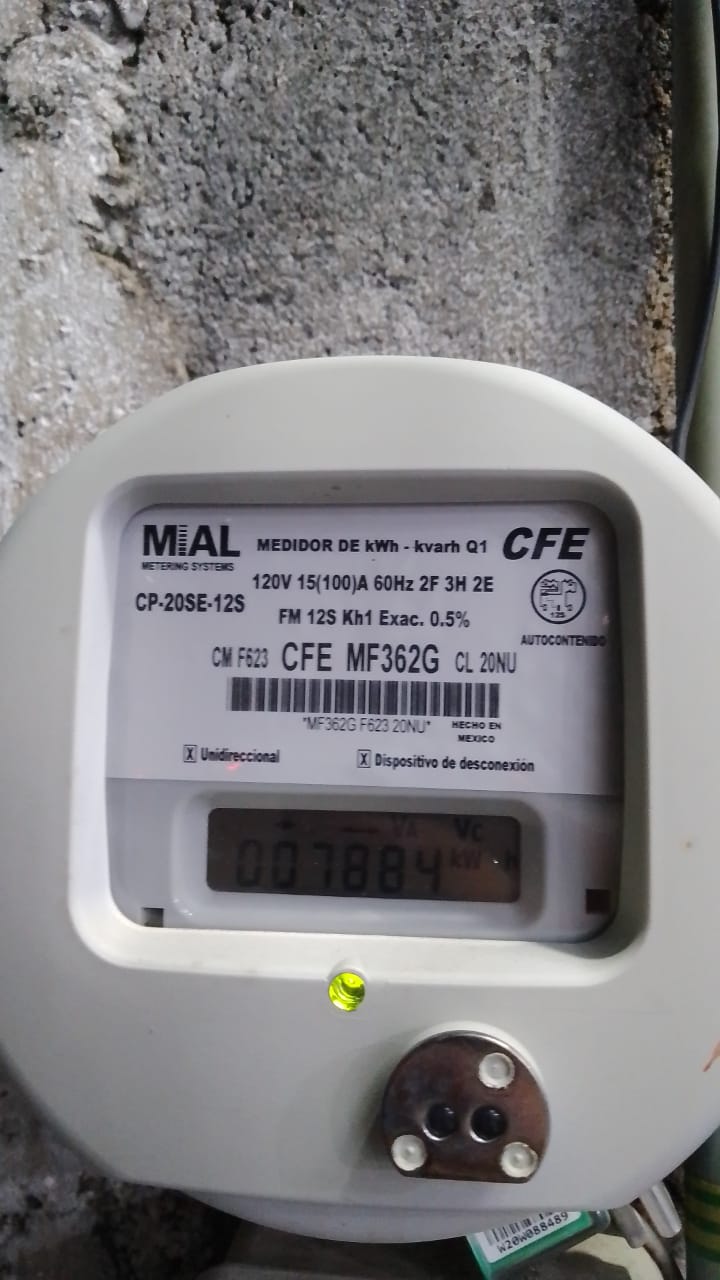 MIAL
METERING SYSTEMS
MEDIDOR DE kWh - kvarh Q1
CFE
120V 15(100)A 60Hz 2F 3H 2E
CP-20SE-12S
FM 12S Kh1 Exac. 0.5%
12S
AUTOCONTENIDO
CM F623 CFE MF362G CL 20NU
*MF362G F623 20NU*
HECHO EN
MEXICO
X Unidireccional
X Dispositivo de desconexión
VA VC
007884 kW h
W20W088489